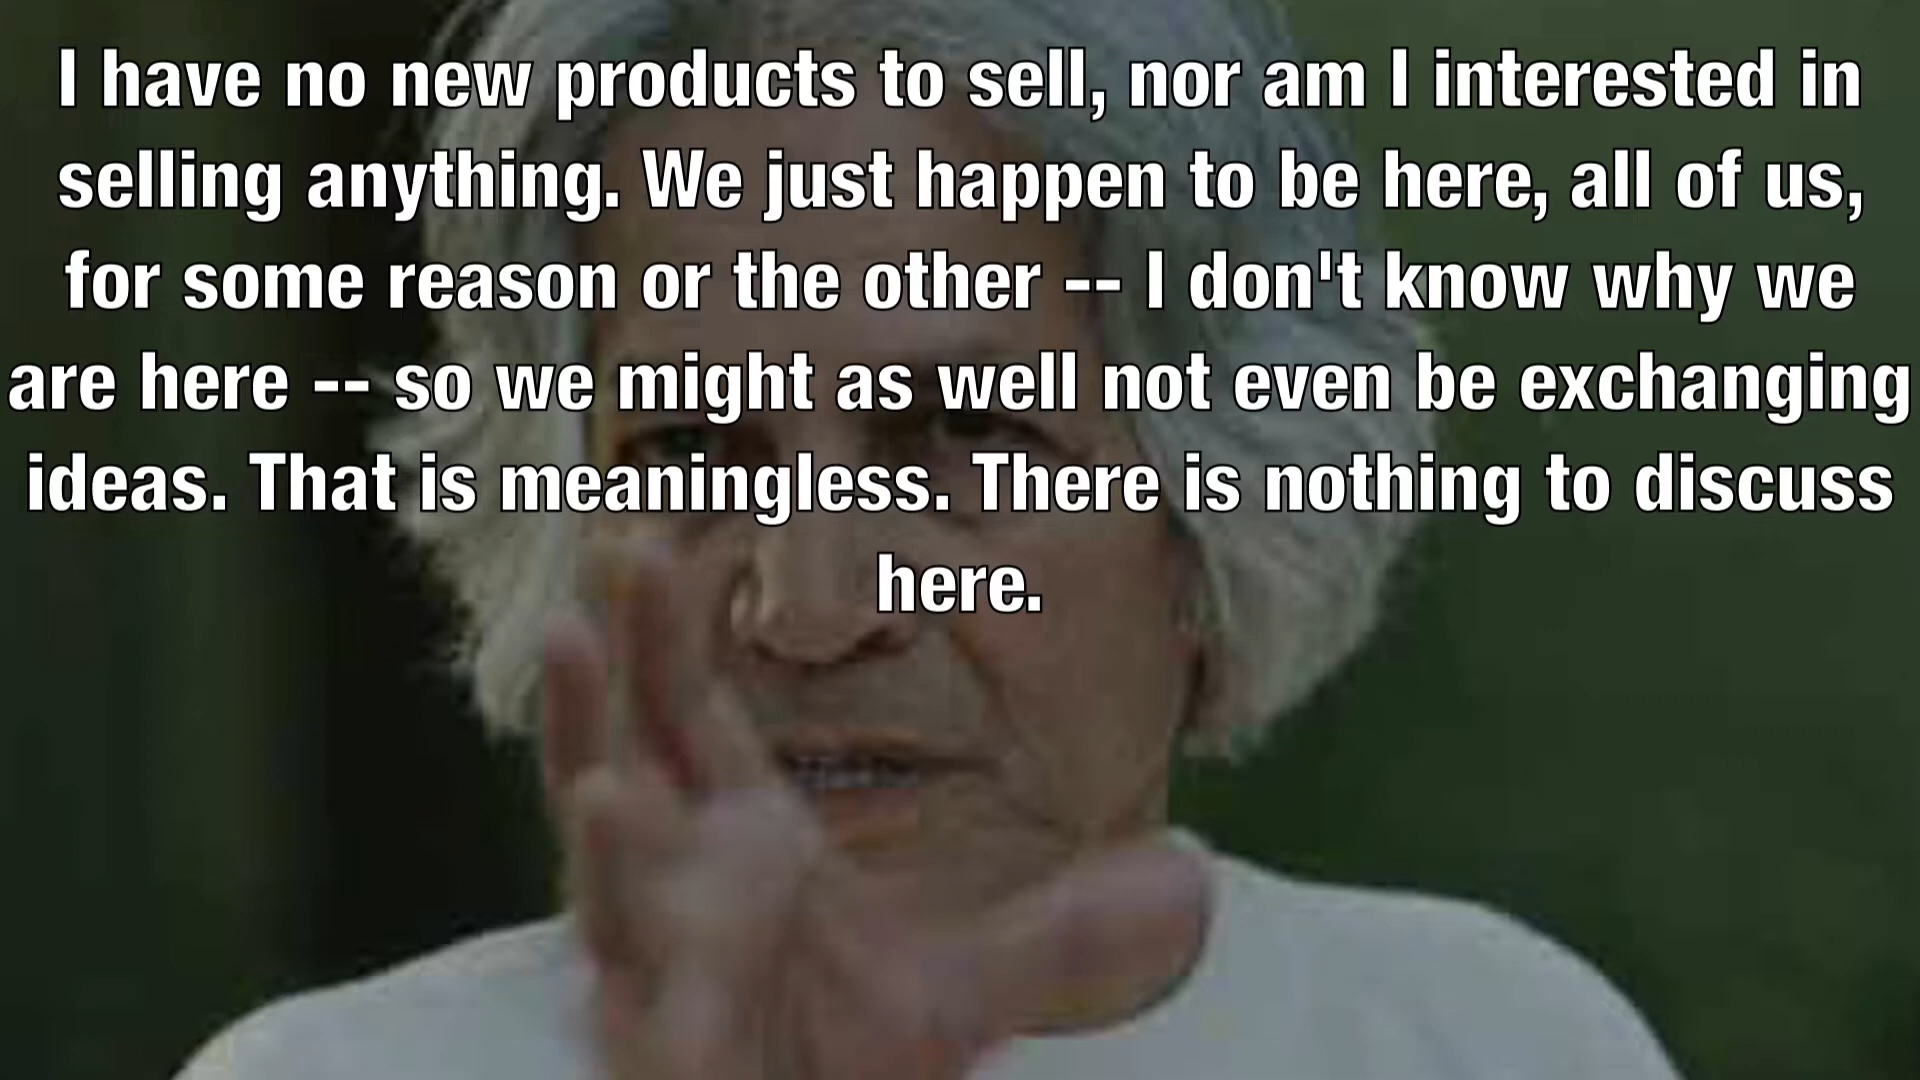 I have no new products to sell, nor am I interested in
selling anything. We just happen to be here, all of us,
for some reason or the other -- I don't know why we
are here -- so we might as well not even be exchanging
ideas. That is meaningless. There is nothing to discuss
here.